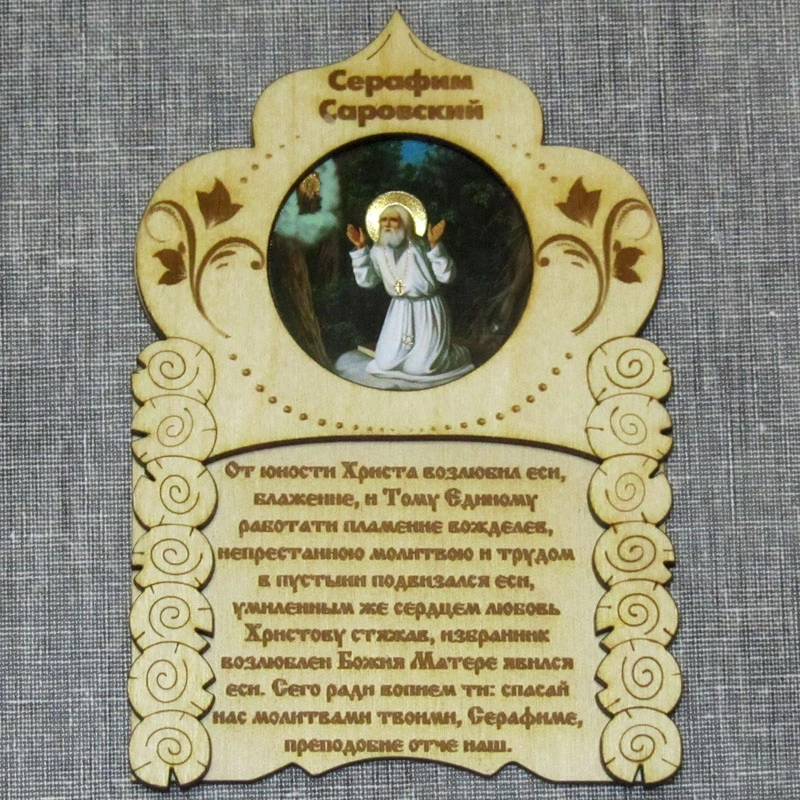 Серафим
Саровский
От юности Христа возлюбил еси,
блаженне, и Тому Единому
работати пламенне вожделев,
непрестанною молитвою и трудом
в пустыни подвизался еси,
умиленным же сердцем любовь
Христову стяжав, избранник
возлюблен Божия Матере явился
еси. Сего ради вопием ти: спасай
нас молитвами твоими, Серафиме,
преподобне отче наш.